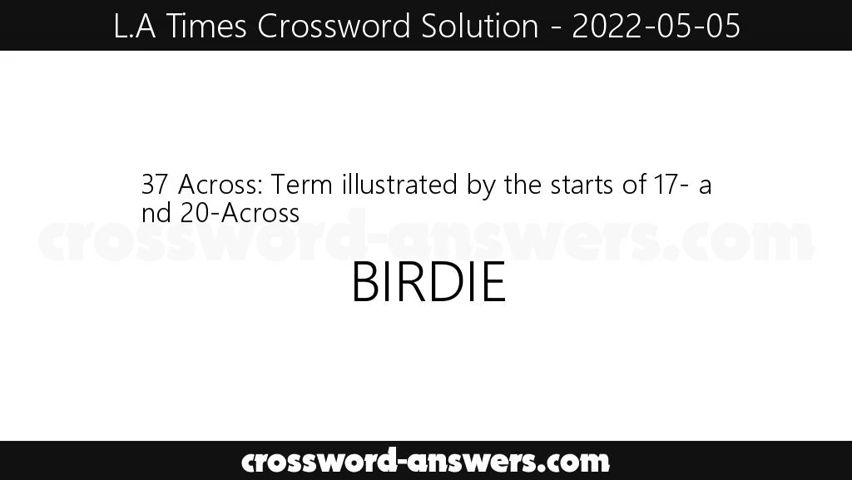 L.A Times Crossword Solution - 2022-05-05
37 Across: Term illustrated by the starts of 17- a
nd 20-Across
crossword-answers.com
BIRDIE
crossword-answers.com